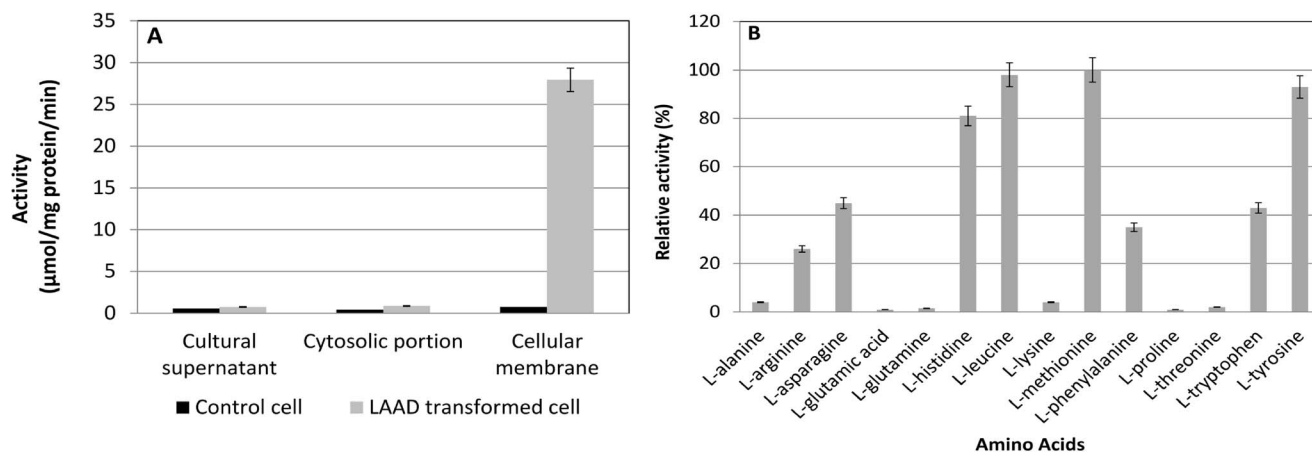 A
Activity
(µmol/mg protein/min)
35
30
25
20
15
10
5
0
Cultural
supernatant
Cytosolic portion
Cellular
membrane
Control cell
LAAD transformed cell
B
Relative activity (%)
120
100
80
60
40
20
0
L-alanine
L-arginine
L-asparagine
L-glutamic acid
L-glutamine
L-histidine
L-leucine
L-lysine
L-methionine
L-phenylalanine
L-proline
L-threonine
L-tryptophen
L-tyrosine
Amino Acids